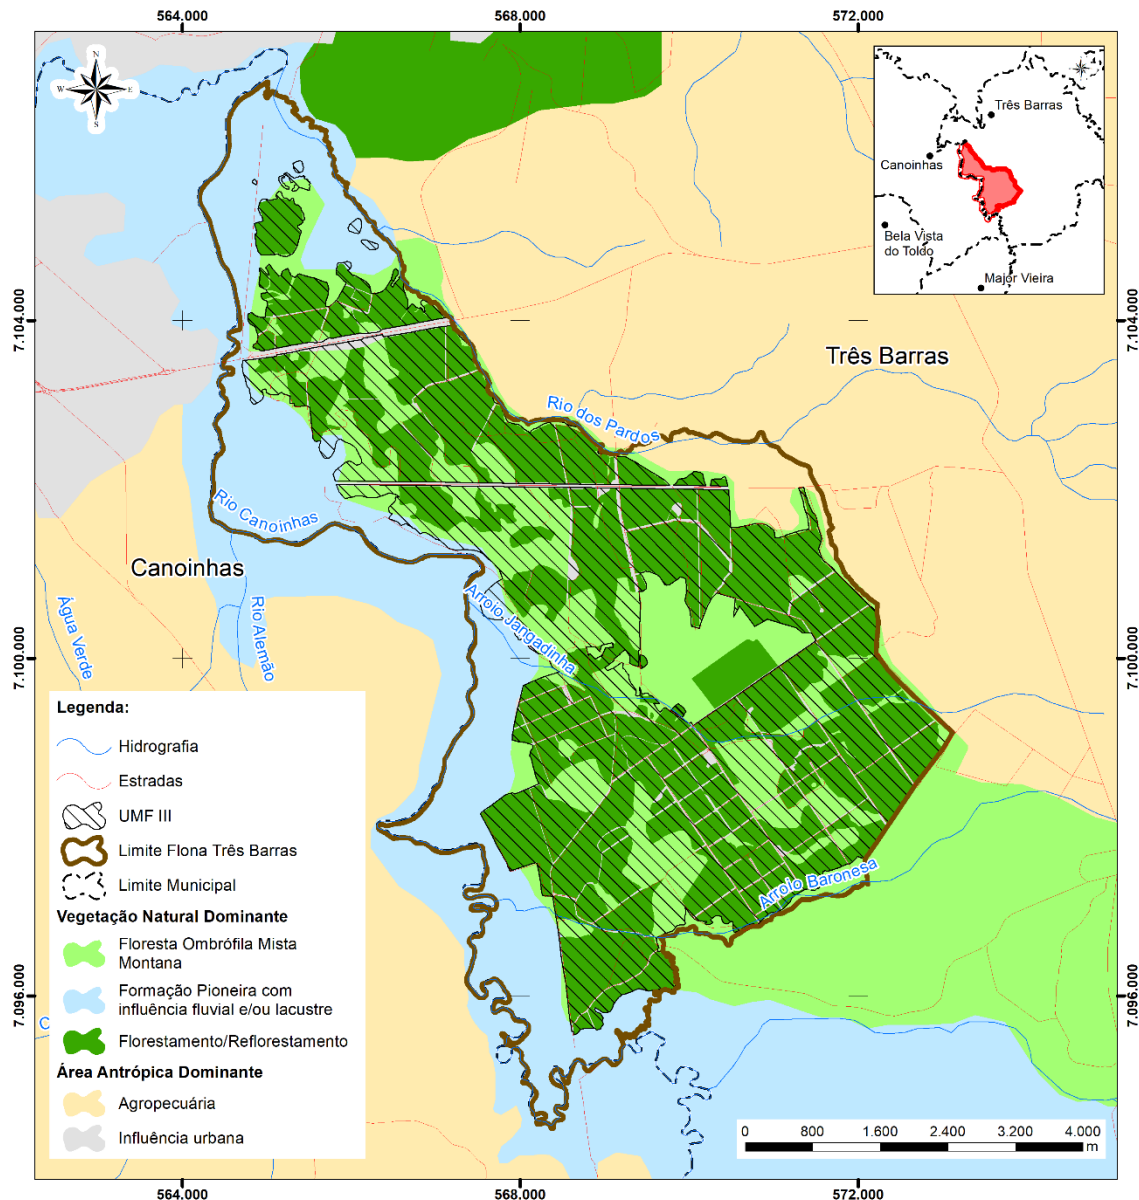 564.000
568.000
572.000
N
W
E
S
Três Barras
Canoinhas
Bela Vista
do Toldo
Major Vieira
7.104.000
7.104.000
Três Barras
Rio dos Pardos
Rio Canoinhas
Canoinhas
Arroio Jangadinha
Água Verde
Rio Alemão
7.100.000
7.100.000
Legenda:
Hidrografia
Estradas
UMF III
Limite Flona Três Barras
Limite Municipal
Vegetação Natural Dominante
Floresta Ombrófila Mista
Montana
Formação Pioneira com
influência fluvial e/ou lacustre
Florestamento/Reflorestamento
Área Antrópica Dominante
Agropecuária
Influência urbana
Arroio Baronesa
7.096.000
7.096.000
C
0
800
1.600
2.400
3.200
4.000
m
564.000
568.000
572.000